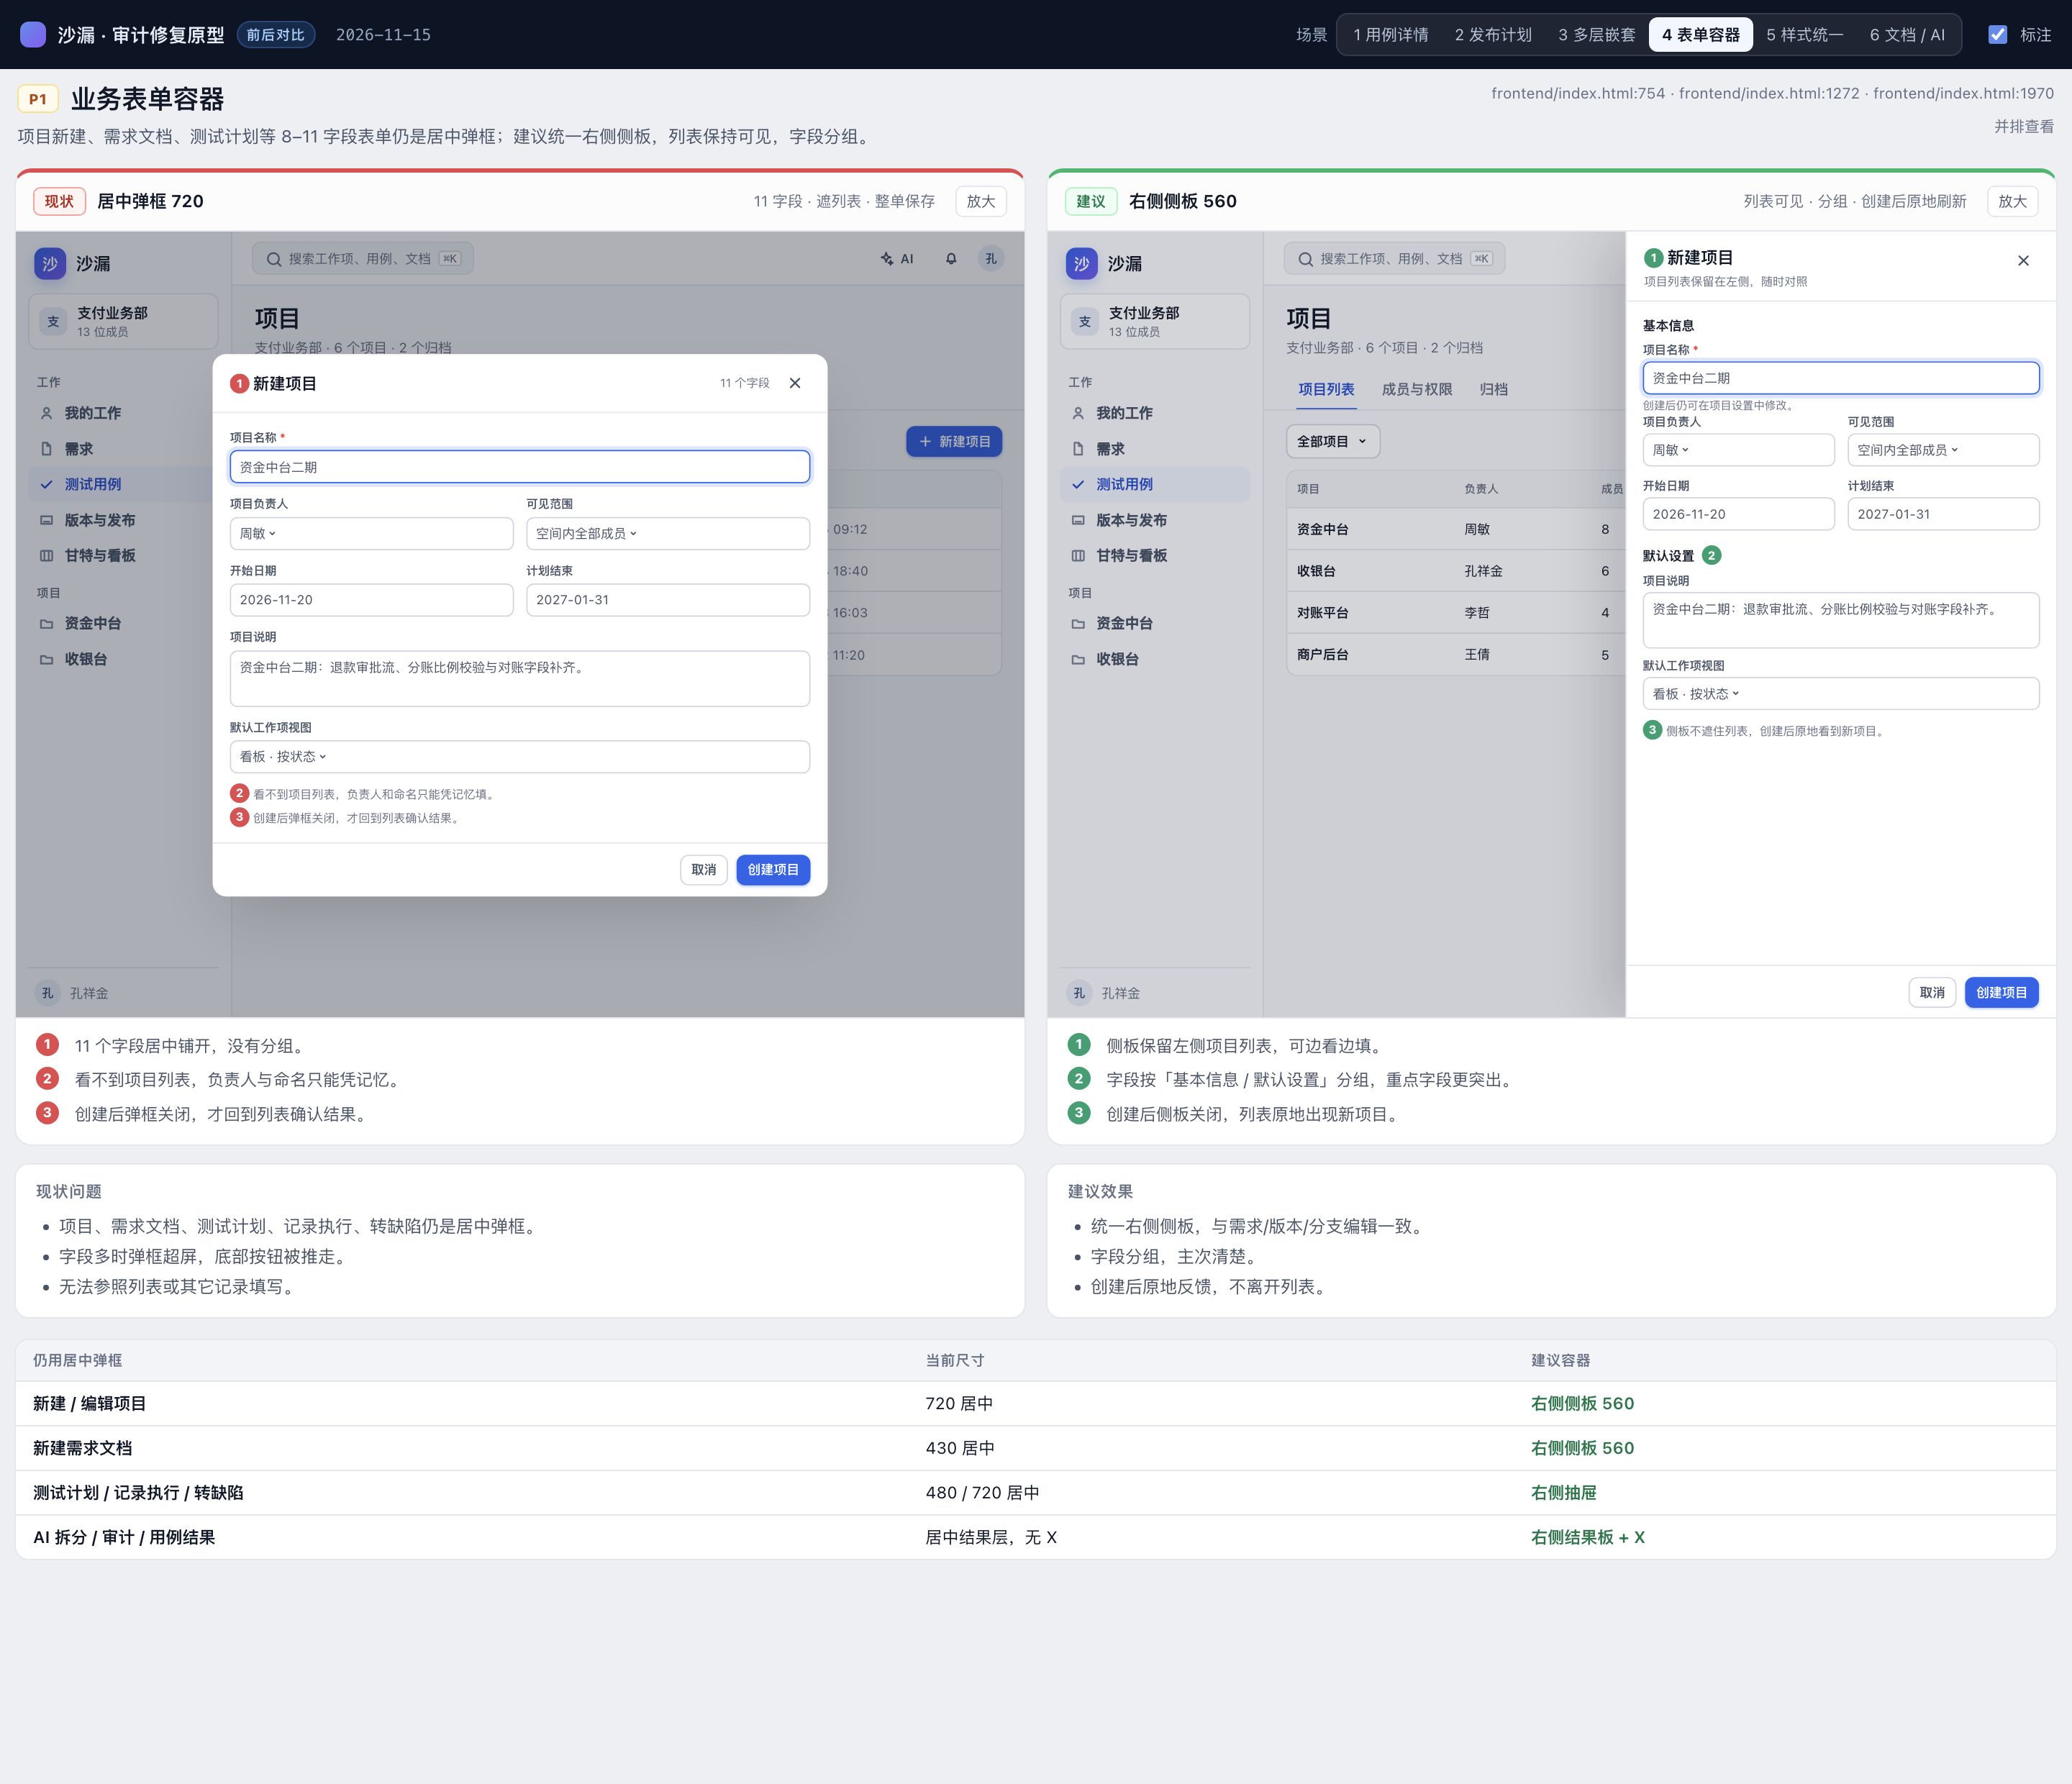 沙漏 · 审计修复原型 前后对比 2026-11-15 场景 1 用例详情 2 发布计划 3 多层嵌套 4 表单容器 5 样式统一 6 文档 / AI 标注
P1 业务表单容器
frontend/index.html:754 · frontend/index.html:1272 · frontend/index.html:1970
项目新建、需求文档、测试计划等 8–11 字段表单仍是居中弹框；建议统一右侧侧板，列表保持可见，字段分组。
并排查看
现状 居中弹框 720 11 字段 · 遮列表 · 整单保存 放大
沙 沙漏
搜索工作项、用例、文档 ⌘K
AI
孔
支 支付业务部
13 位成员
项目
支付业务部 · 6 个项目 · 2 个归档
工作
我的工作
需求
测试用例
版本与发布
甘特与看板
项目
资金中台
收银台
孔 孔祥金
新建项目
09:12
18:40
16:03
11:20
1 新建项目 11 个字段
项目名称 *
资金中台二期
项目负责人 可见范围
周敏 空间内全部成员
开始日期 计划结束
2026-11-20 2027-01-31
项目说明
资金中台二期：退款审批流、分账比例校验与对账字段补齐。
默认工作项视图
看板 · 按状态
2 看不到项目列表，负责人和命名只能凭记忆填。
3 创建后弹框关闭，才回到列表确认结果。
取消 创建项目
1 11 个字段居中铺开，没有分组。
2 看不到项目列表，负责人与命名只能凭记忆。
3 创建后弹框关闭，才回到列表确认结果。
建议 右侧侧板 560 列表可见 · 分组 · 创建后原地刷新 放大
沙 沙漏
搜索工作项、用例、文档 ⌘K
支 支付业务部
13 位成员
工作
我的工作
需求
测试用例
版本与发布
甘特与看板
项目
资金中台
收银台
孔 孔祥金
项目
支付业务部 · 6 个项目 · 2 个归档
项目列表 成员与权限 归档
全部项目
项目 负责人 成员
资金中台 周敏 8
收银台 孔祥金 6
对账平台 李哲 4
商户后台 王倩 5
1 新建项目
项目列表保留在左侧，随时对照
基本信息
项目名称 *
资金中台二期
创建后仍可在项目设置中修改。
项目负责人 可见范围
周敏 空间内全部成员
开始日期 计划结束
2026-11-20 2027-01-31
默认设置 2
项目说明
资金中台二期：退款审批流、分账比例校验与对账字段补齐。
默认工作项视图
看板 · 按状态
3 侧板不遮住列表，创建后原地看到新项目。
取消 创建项目
1 侧板保留左侧项目列表，可边看边填。
2 字段按「基本信息 / 默认设置」分组，重点字段更突出。
3 创建后侧板关闭，列表原地出现新项目。
现状问题
• 项目、需求文档、测试计划、记录执行、转缺陷仍是居中弹框。
• 字段多时弹框超屏，底部按钮被推走。
• 无法参照列表或其它记录填写。
建议效果
• 统一右侧侧板，与需求/版本/分支编辑一致。
• 字段分组，主次清楚。
• 创建后原地反馈，不离开列表。
仍用居中弹框 当前尺寸 建议容器
新建 / 编辑项目 720 居中 右侧侧板 560
新建需求文档 430 居中 右侧侧板 560
测试计划 / 记录执行 / 转缺陷 480 / 720 居中 右侧抽屉
AI 拆分 / 审计 / 用例结果 居中结果层，无 X 右侧结果板 + X